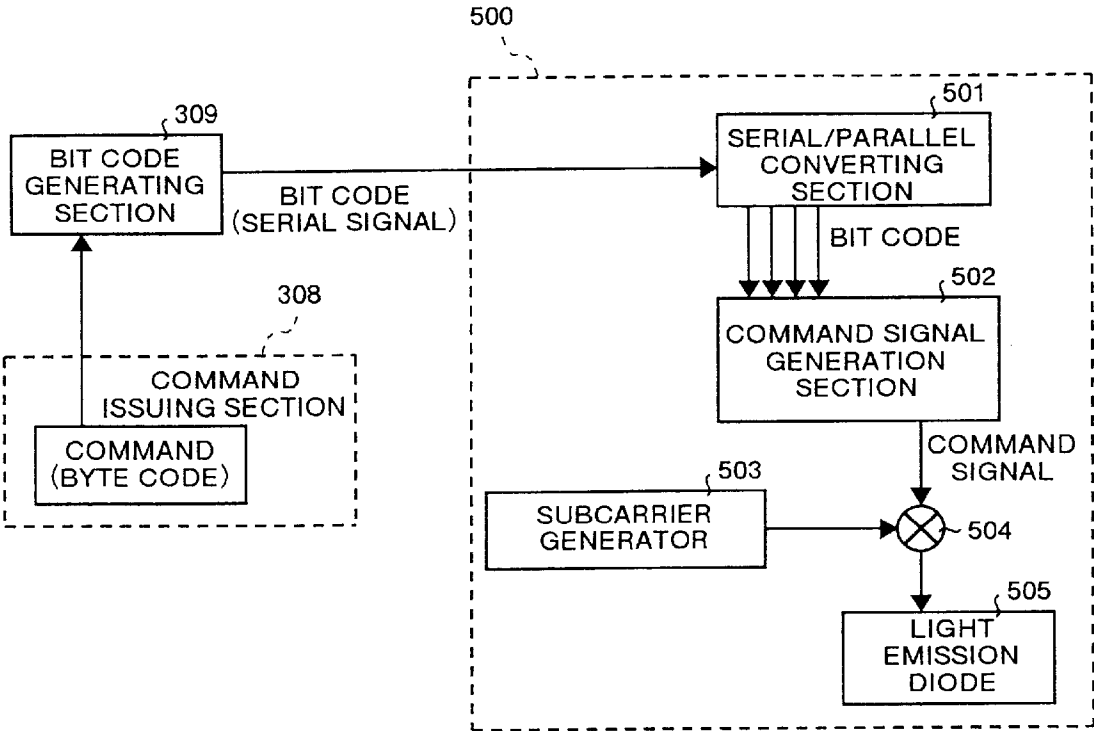 500
309
BIT CODE
GENERATING
SECTION
BIT CODE
(SERIAL SIGNAL)
501
SERIAL/PARALLEL
CONVERTING
SECTION
BIT CODE
502
COMMAND SIGNAL
GENERATION
SECTION
308
COMMAND
ISSUING SECTION
COMMAND
(BYTE CODE)
COMMAND
SIGNAL
503
SUBCARRIER
GENERATOR
504
505
LIGHT
EMISSION
DIODE